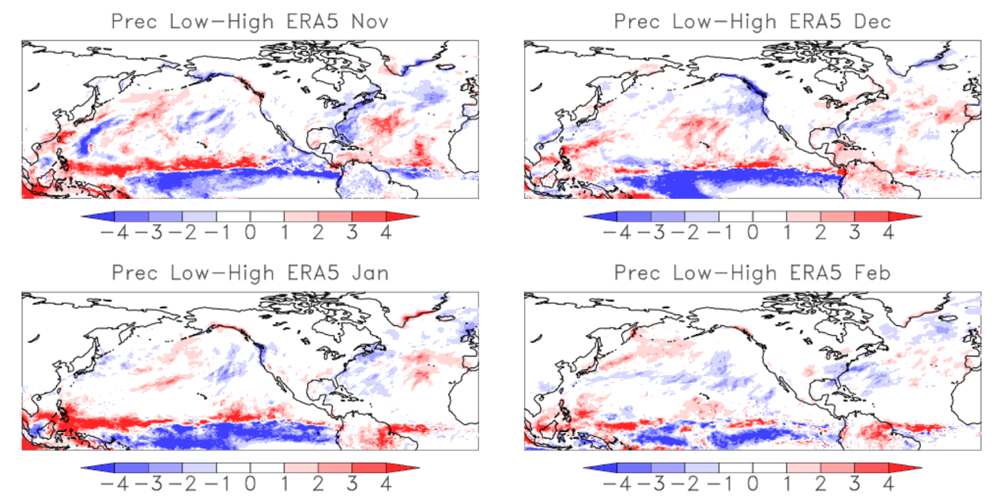 Prec Low−High ERA5 Nov
−4 −3 −2 −1 0 1 2 3 4
Prec Low−High ERA5 Dec
−4 −3 −2 −1 0 1 2 3 4
Prec Low−High ERA5 Jan
−4 −3 −2 −1 0 1 2 3 4
Prec Low−High ERA5 Feb
−4 −3 −2 −1 0 1 2 3 4